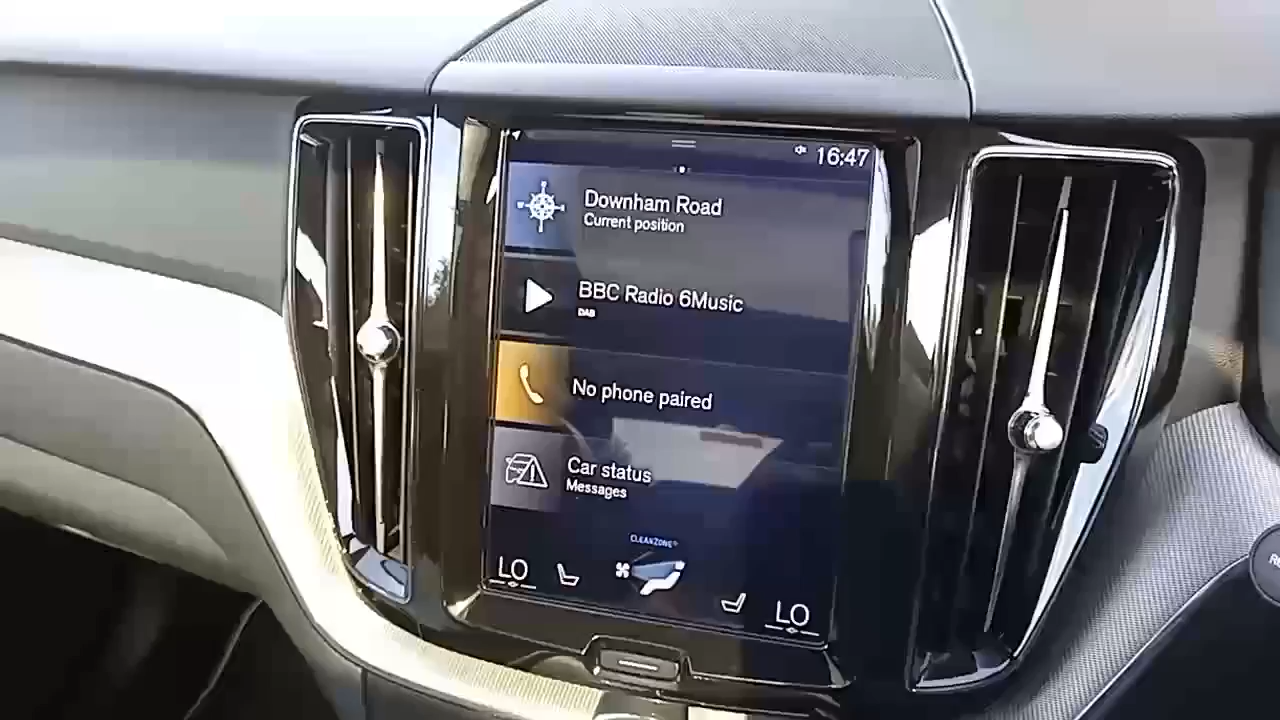 16:47
Downham Road
Current position
BBC Radio 6Music
DAB
No phone paired
Car status
Messages
CLEANZONE®
LO
LO